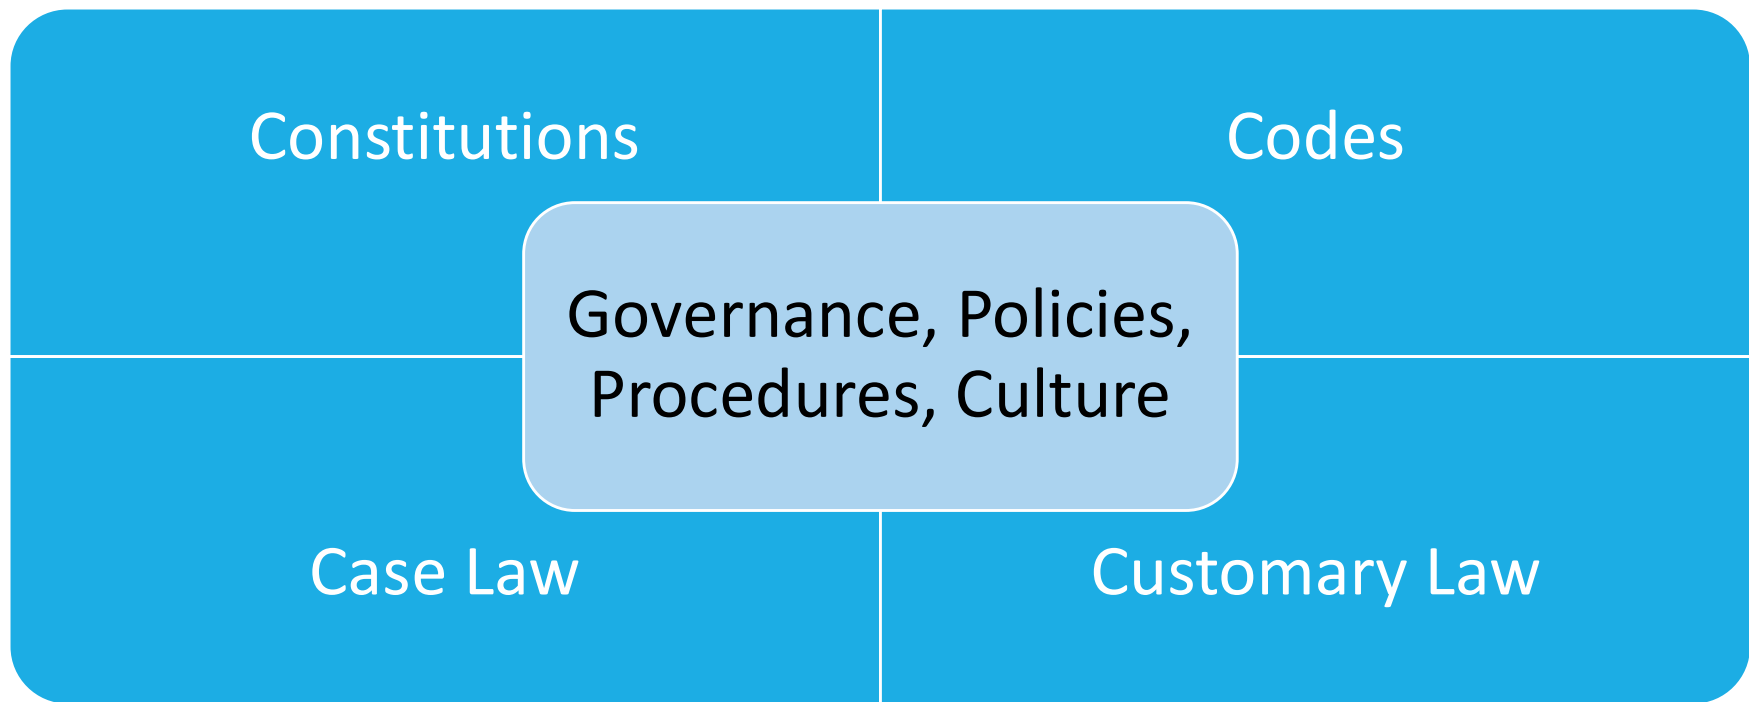 Constitutions
Codes
Governance, Policies,
Procedures, Culture
Case Law
Customary Law